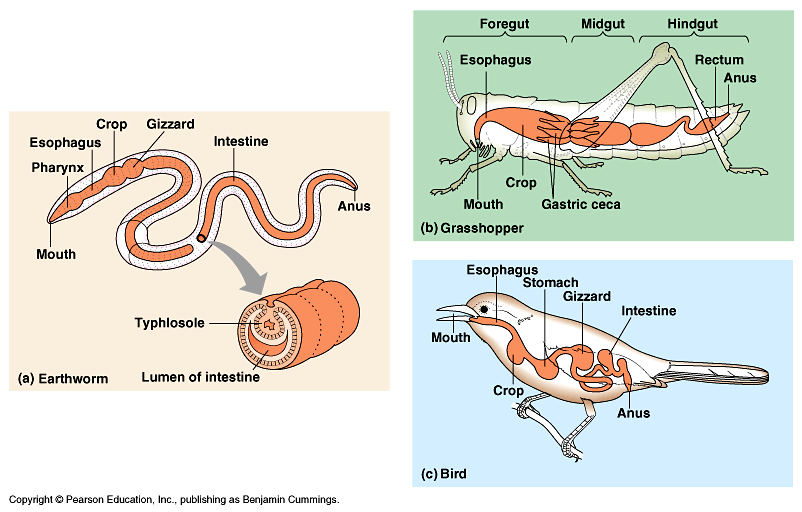 Crop
Gizzard
Esophagus
Intestine
Pharynx
Anus
Mouth
Typhlosole
Lumen of intestine
(a) Earthworm
Foregut
Midgut
Hindgut
Esophagus
Rectum
Anus
Crop
Mouth
Gastric ceca
(b) Grasshopper
Esophagus
Stomach
Gizzard
Intestine
Mouth
Crop
Anus
(c) Bird
Copyright © Pearson Education, Inc., publishing as Benjamin Cummings.